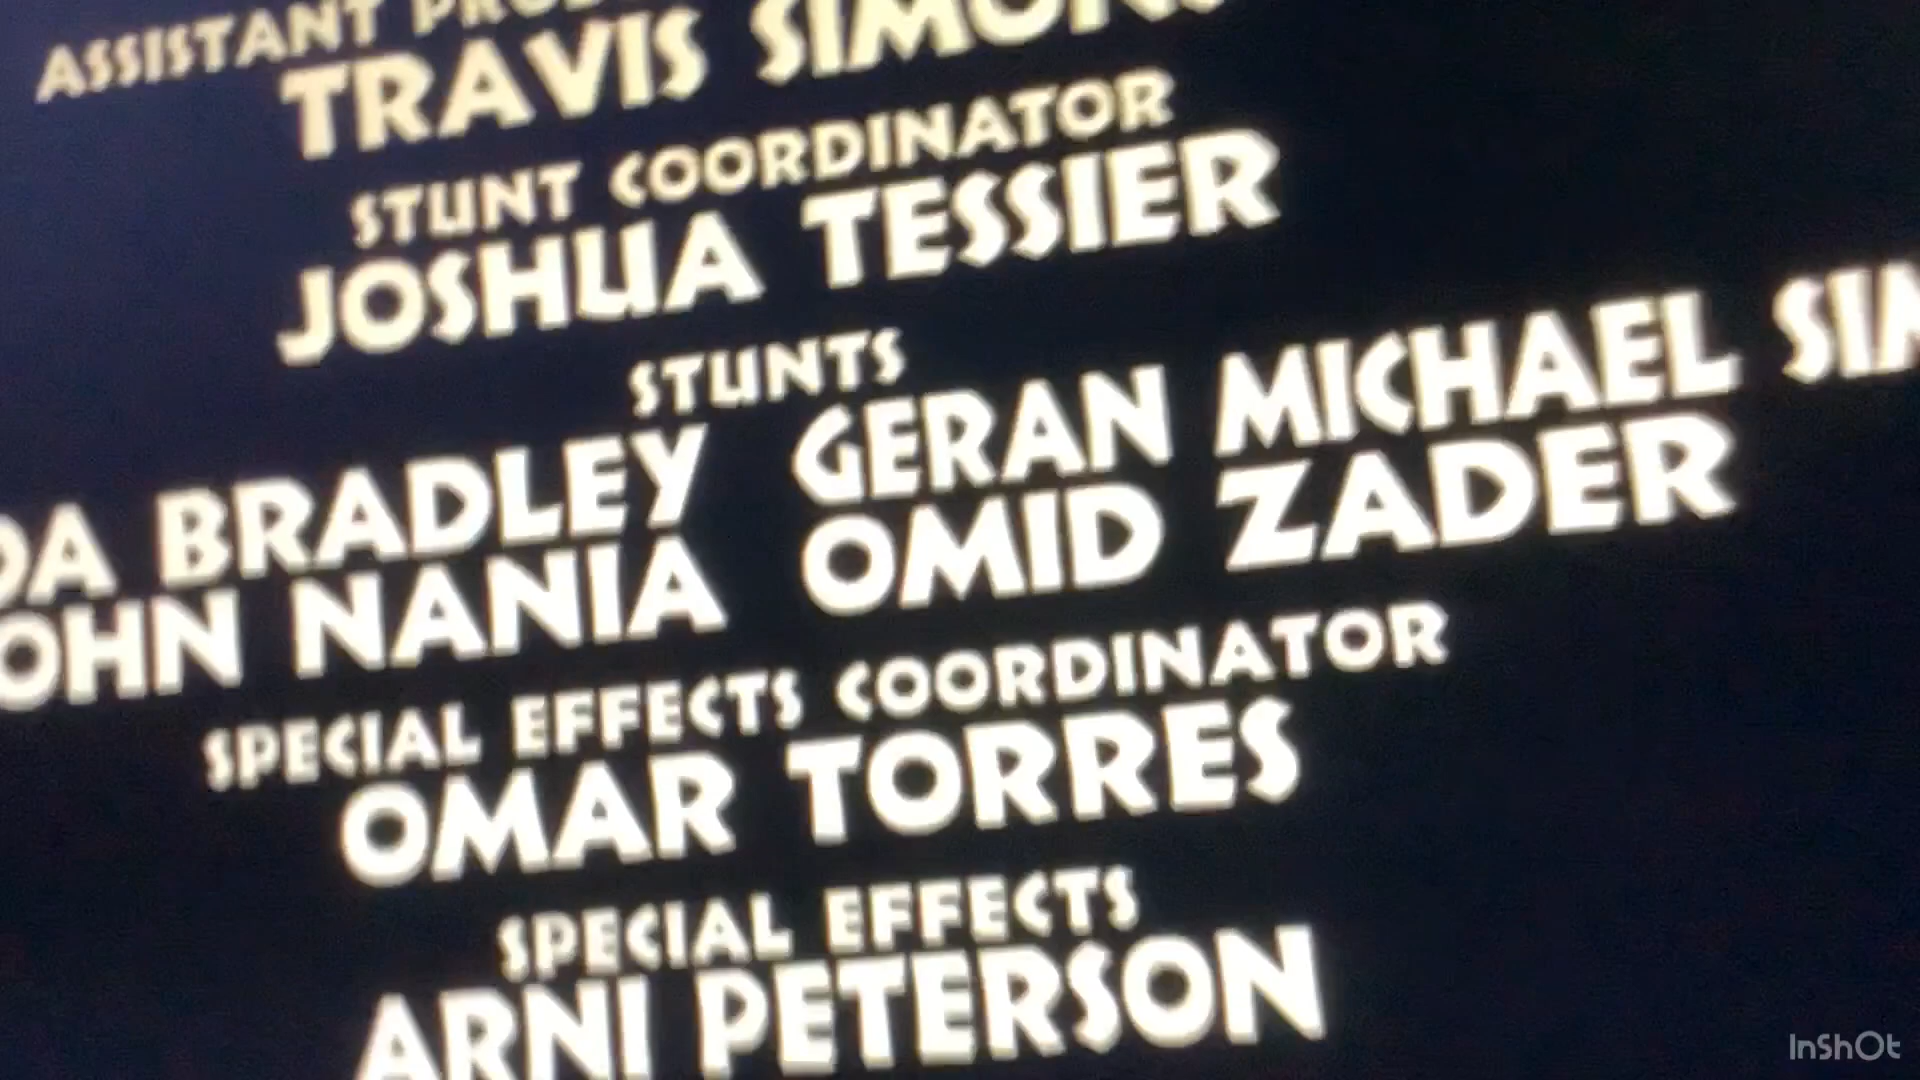 ASSISTANT
TRAVIS
STUNT COORDINATOR
JOSHUA TESSIER
STUNTS
BRADLEY GERAN MICHAEL
NANIA OMID ZADER
SPECIAL EFFECTS COORDINATOR
OMAR TORRES
SPECIAL EFFECTS
ARNI PETERSON
InShOt